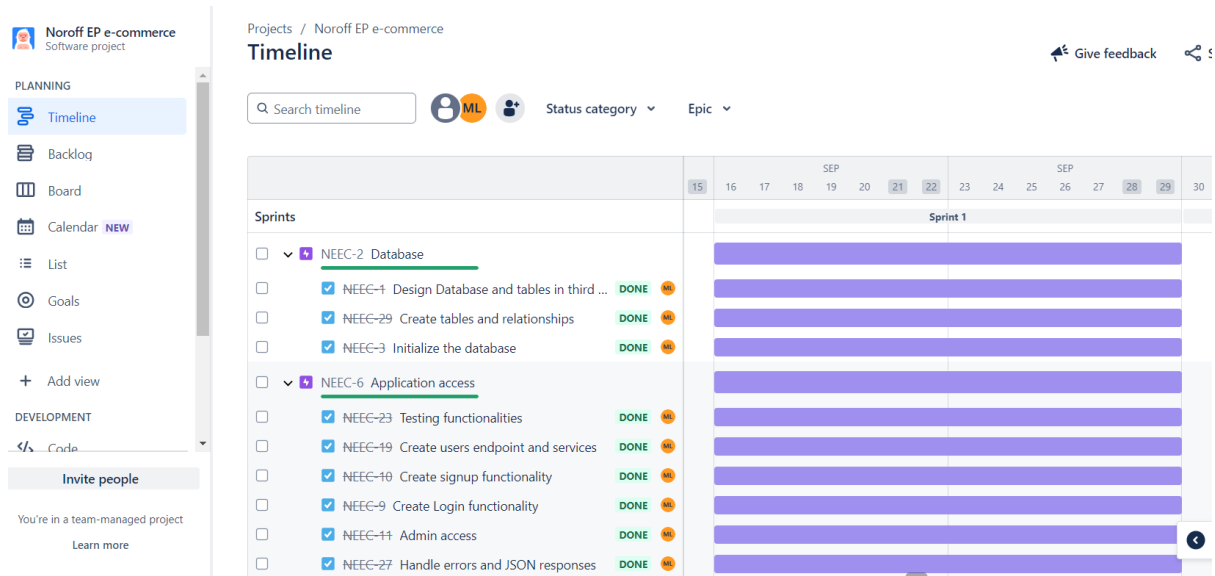 Noroff EP e-commerce
Software project
PLANNING
Timeline
Backlog
Board
Calendar NEW
List
Goals
Issues
Add view
DEVELOPMENT
Code
Invite people
You're in a team-managed project
Learn more
Projects / Noroff EP e-commerce
Timeline
Give feedback
Search timeline
ML
Status category
Epic
SEP SEP
15 16 17 18 19 20 21 22 23 24 25 26 27 28 29 30
Sprints
Sprint 1
NEEC-2 Database
NEEC-1 Design Database and tables in third ... DONE ML
NEEC-29 Create tables and relationships DONE ML
NEEC-3 Initialize the database DONE ML
NEEC-6 Application access
NEEC-23 Testing functionalities DONE ML
NEEC-19 Create users endpoint and services DONE ML
NEEC-10 Create signup functionality DONE ML
NEEC-9 Create Login functionality DONE ML
NEEC-11 Admin access DONE ML
NEEC-27 Handle errors and JSON responses DONE ML